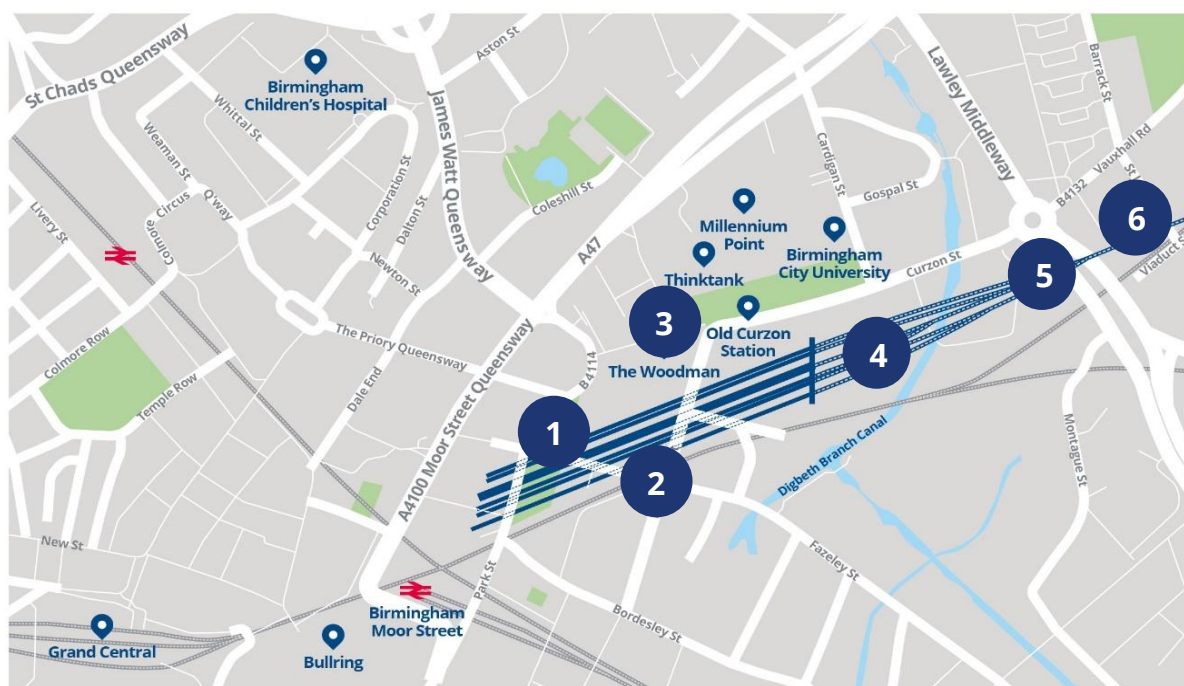 St Chads Queensway
Birmingham
Children's Hospital
Aston St
James Watt Queensway
Lawley Middleway
Barrack St
Whittal St
Weaman St
Corporation St
Dalton St
Cardigan St
Vauxhall Rd
B4132
Gospal St
Livery St
Colmore
Circus
Q'way
Coleshill St
A47
Millennium
Point
Birmingham
City University
Thinktank
Curzon St
6
Viaduct S
5
Newton St
3
Old Curzon
Station
4
The Priory Queensway
The Woodman
B4114
Colmore Row
Temple Row
Dale End
A4100 Moor Street Queensway
1
2
Digbeth Branch Canal
Montague St
New St
Fazeley St
Park St
Bordesley St
Birmingham
Moor Street
Grand Central
Bullring